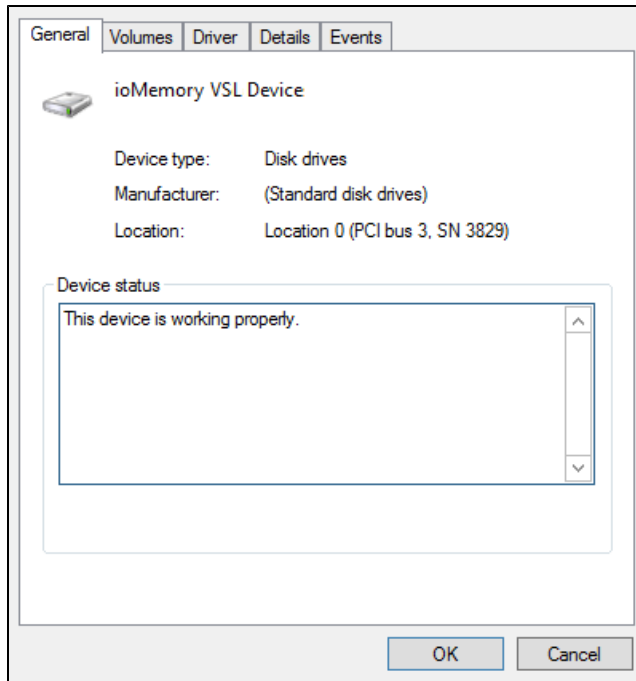 General Volumes Driver Details Events
ioMemory VSL Device
Device type: Disk drives
Manufacturer: (Standard disk drives)
Location: Location 0 (PCI bus 3, SN 3829)
Device status
This device is working properly.
OK Cancel